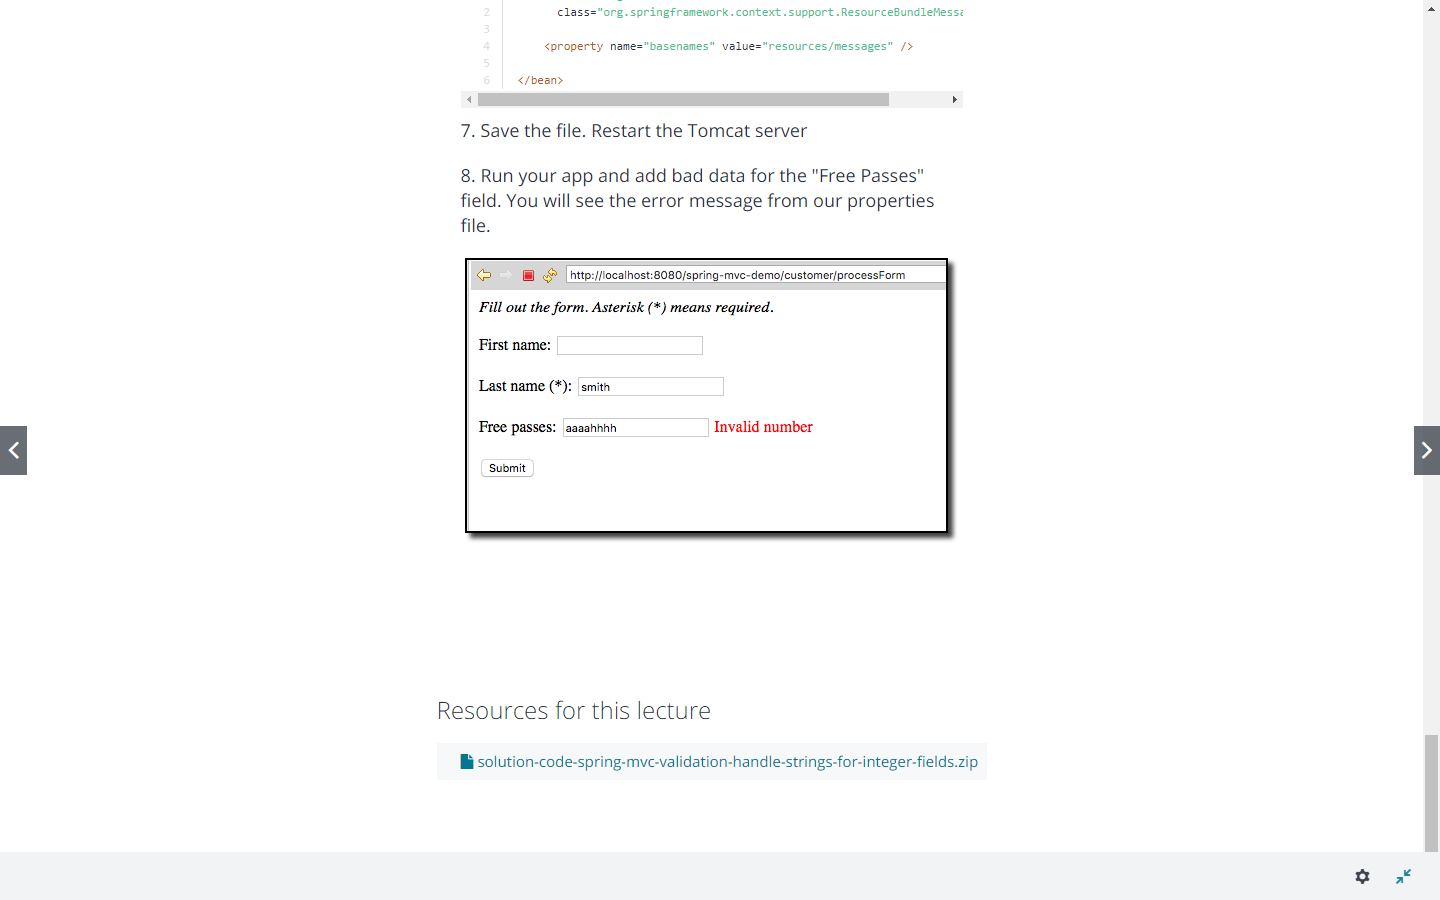 2 class="org.springframework.context.support.ResourceBundleMessa
3
4 <property name="basenames" value="resources/messages" />
5
6 </bean>
7. Save the file. Restart the Tomcat server
8. Run your app and add bad data for the "Free Passes"
field. You will see the error message from our properties
file.
http://localhost:8080/spring-mvc-demo/customer/processForm
Fill out the form. Asterisk (*) means required.
First name:
Last name (*): smith
Free passes: aaaahhhh Invalid number
Submit
Resources for this lecture
solution-code-spring-mvc-validation-handle-strings-for-integer-fields.zip